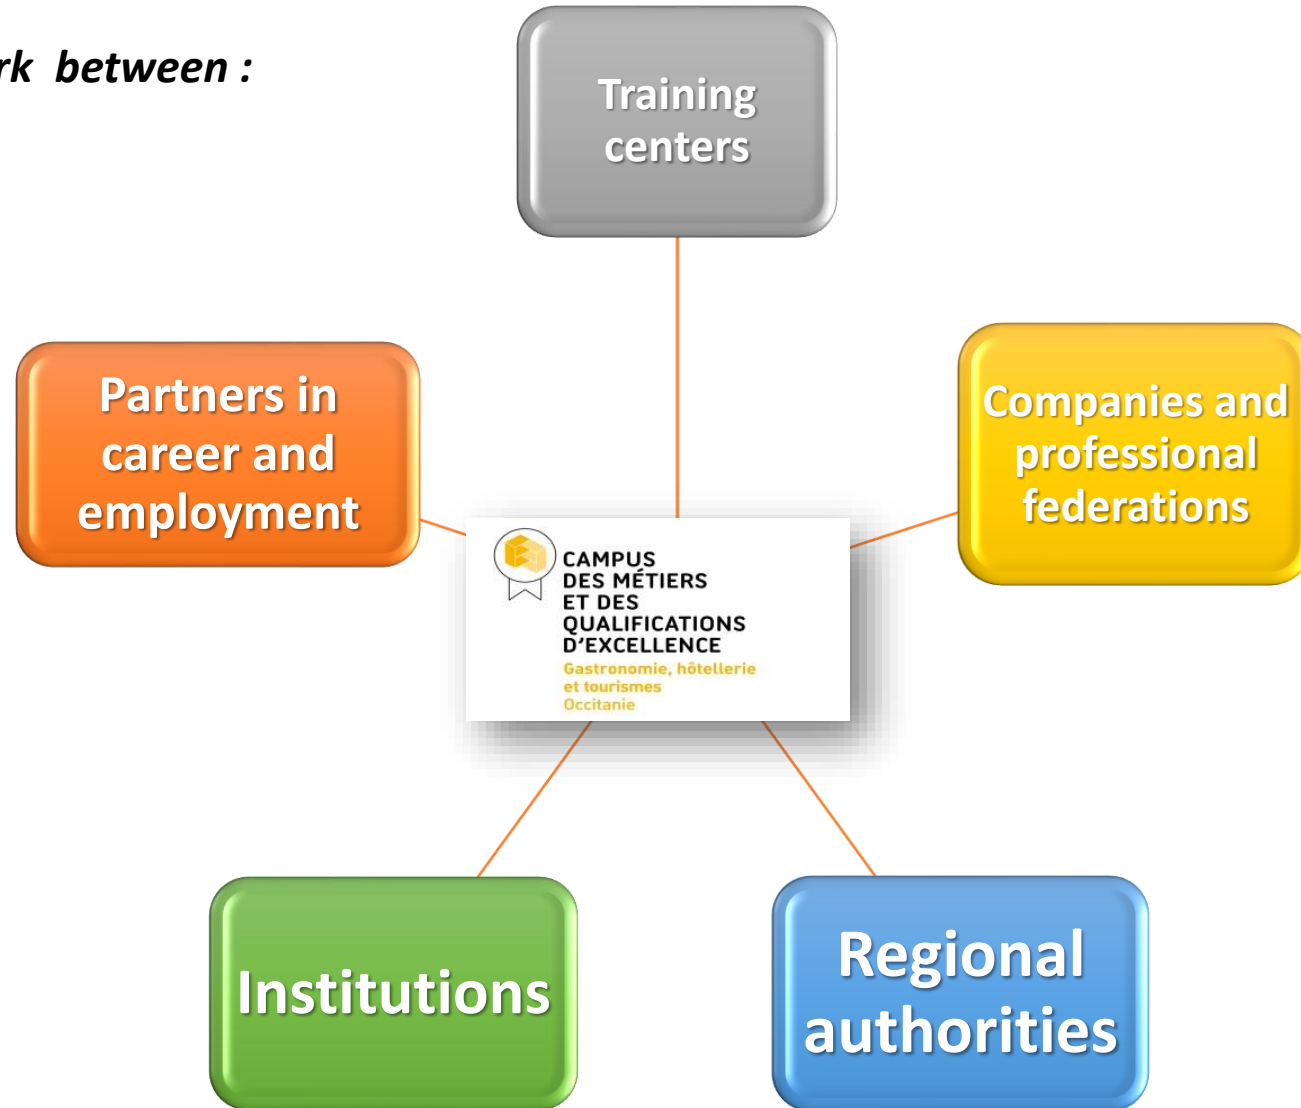 rk between :
Training
centers
Partners in
career and
employment
Companies and
professional
federations
CAMPUS
DES MÉTIERS
ET DES
QUALIFICATIONS
D'EXCELLENCE
Gastronomie, hôtellerie
et tourismes
Occitanie
Institutions
Regional
authorities